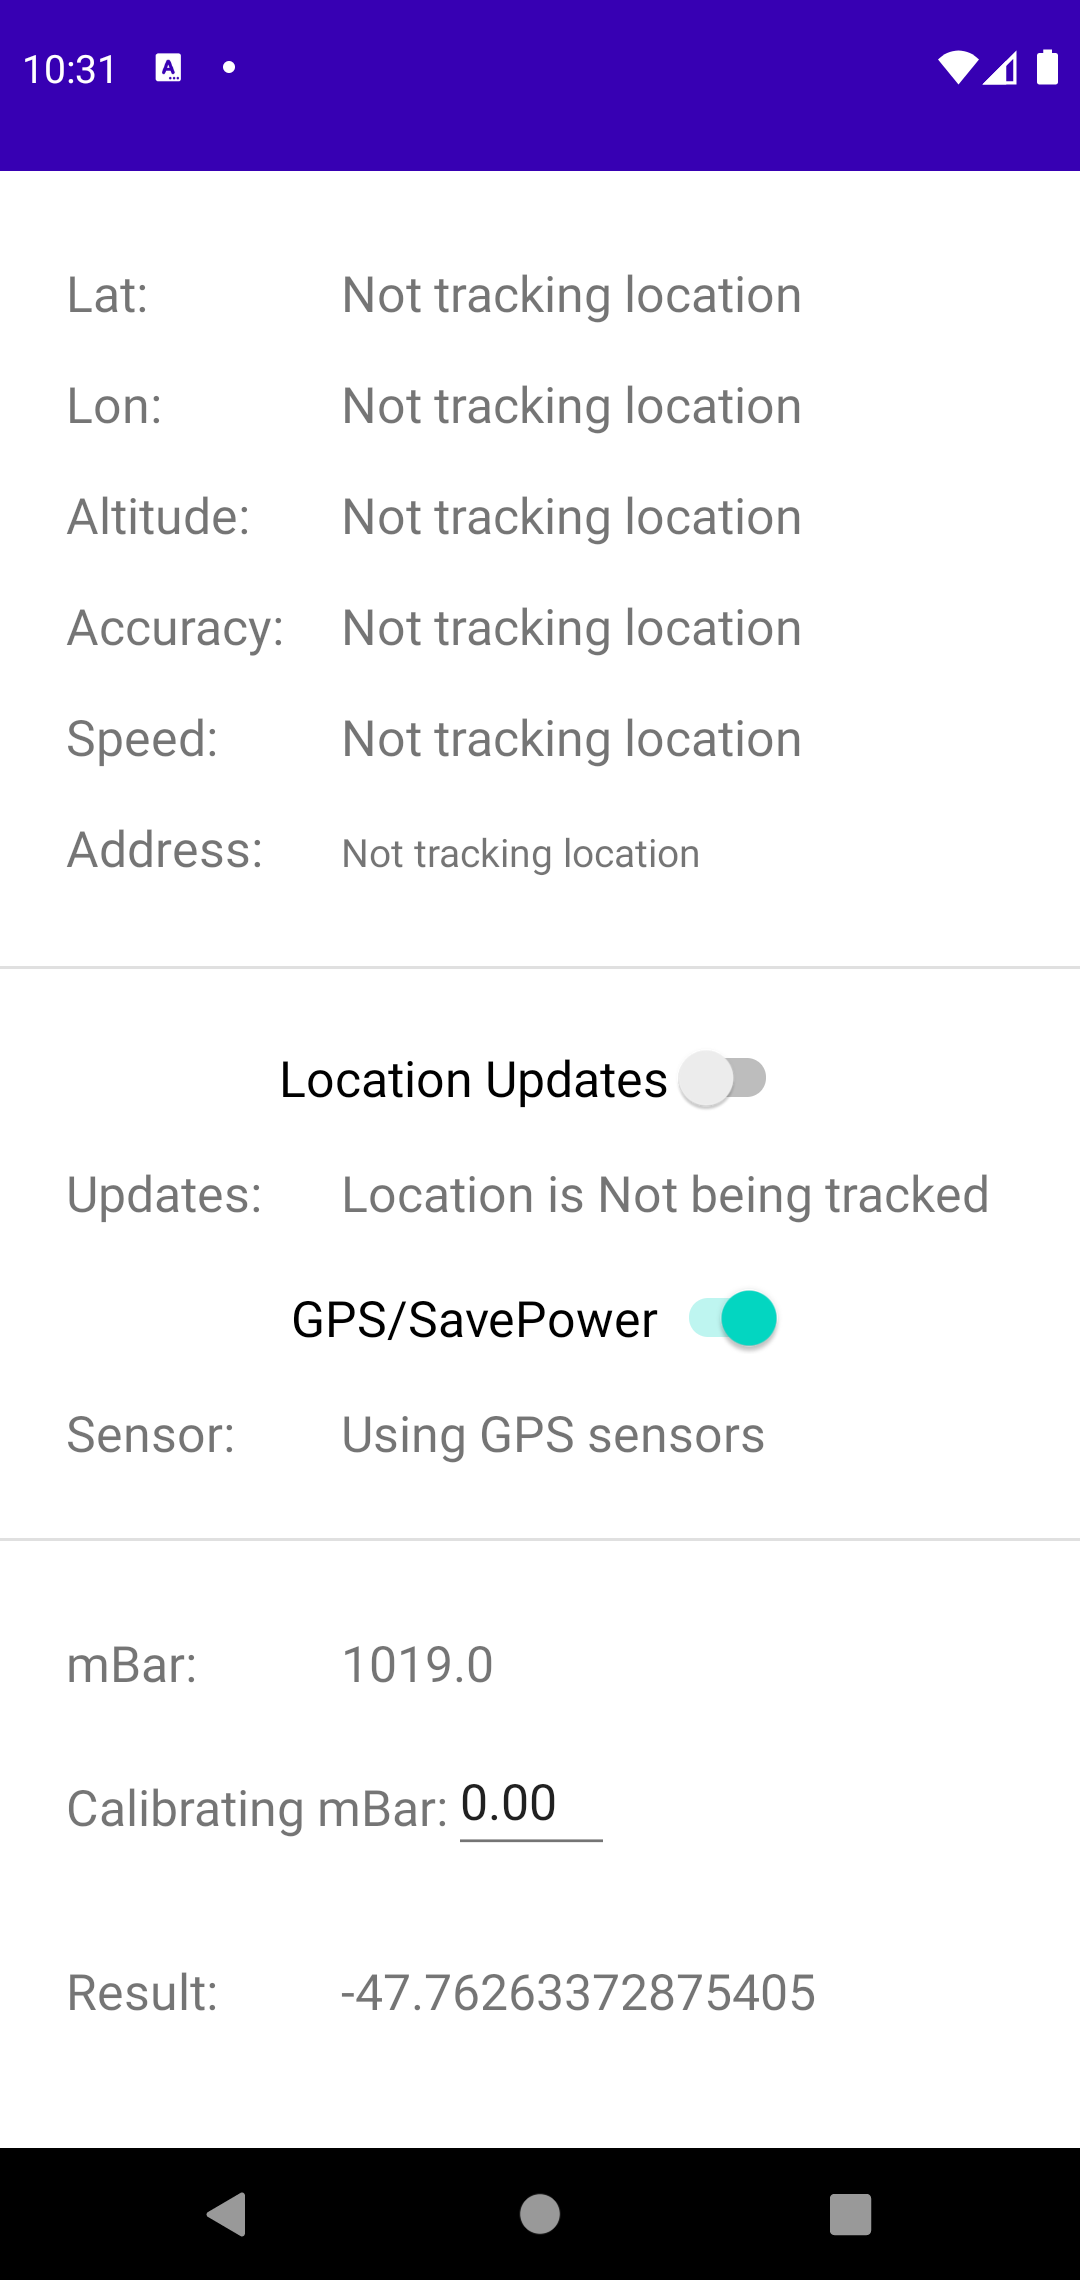 10:31
Lat: Not tracking location
Lon: Not tracking location
Altitude: Not tracking location
Accuracy: Not tracking location
Speed: Not tracking location
Address: Not tracking location
Location Updates
Updates: Location is Not being tracked
GPS/SavePower
Sensor: Using GPS sensors
mBar: 1019.0
Calibrating mBar: 0.00
Result: -47.76263372875405